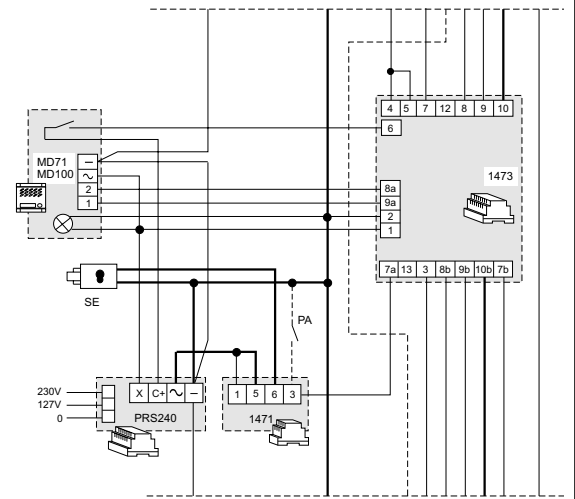 4 5 7 12 8 9 10
6
1473
MD71
MD100
—
~
2
1
8a
9a
2
1
7a 13 3 8b 9b 10b 7b
SE
PA
230V
127V
0
X C+ ~ —
PRS240
1 5 6 3
1471